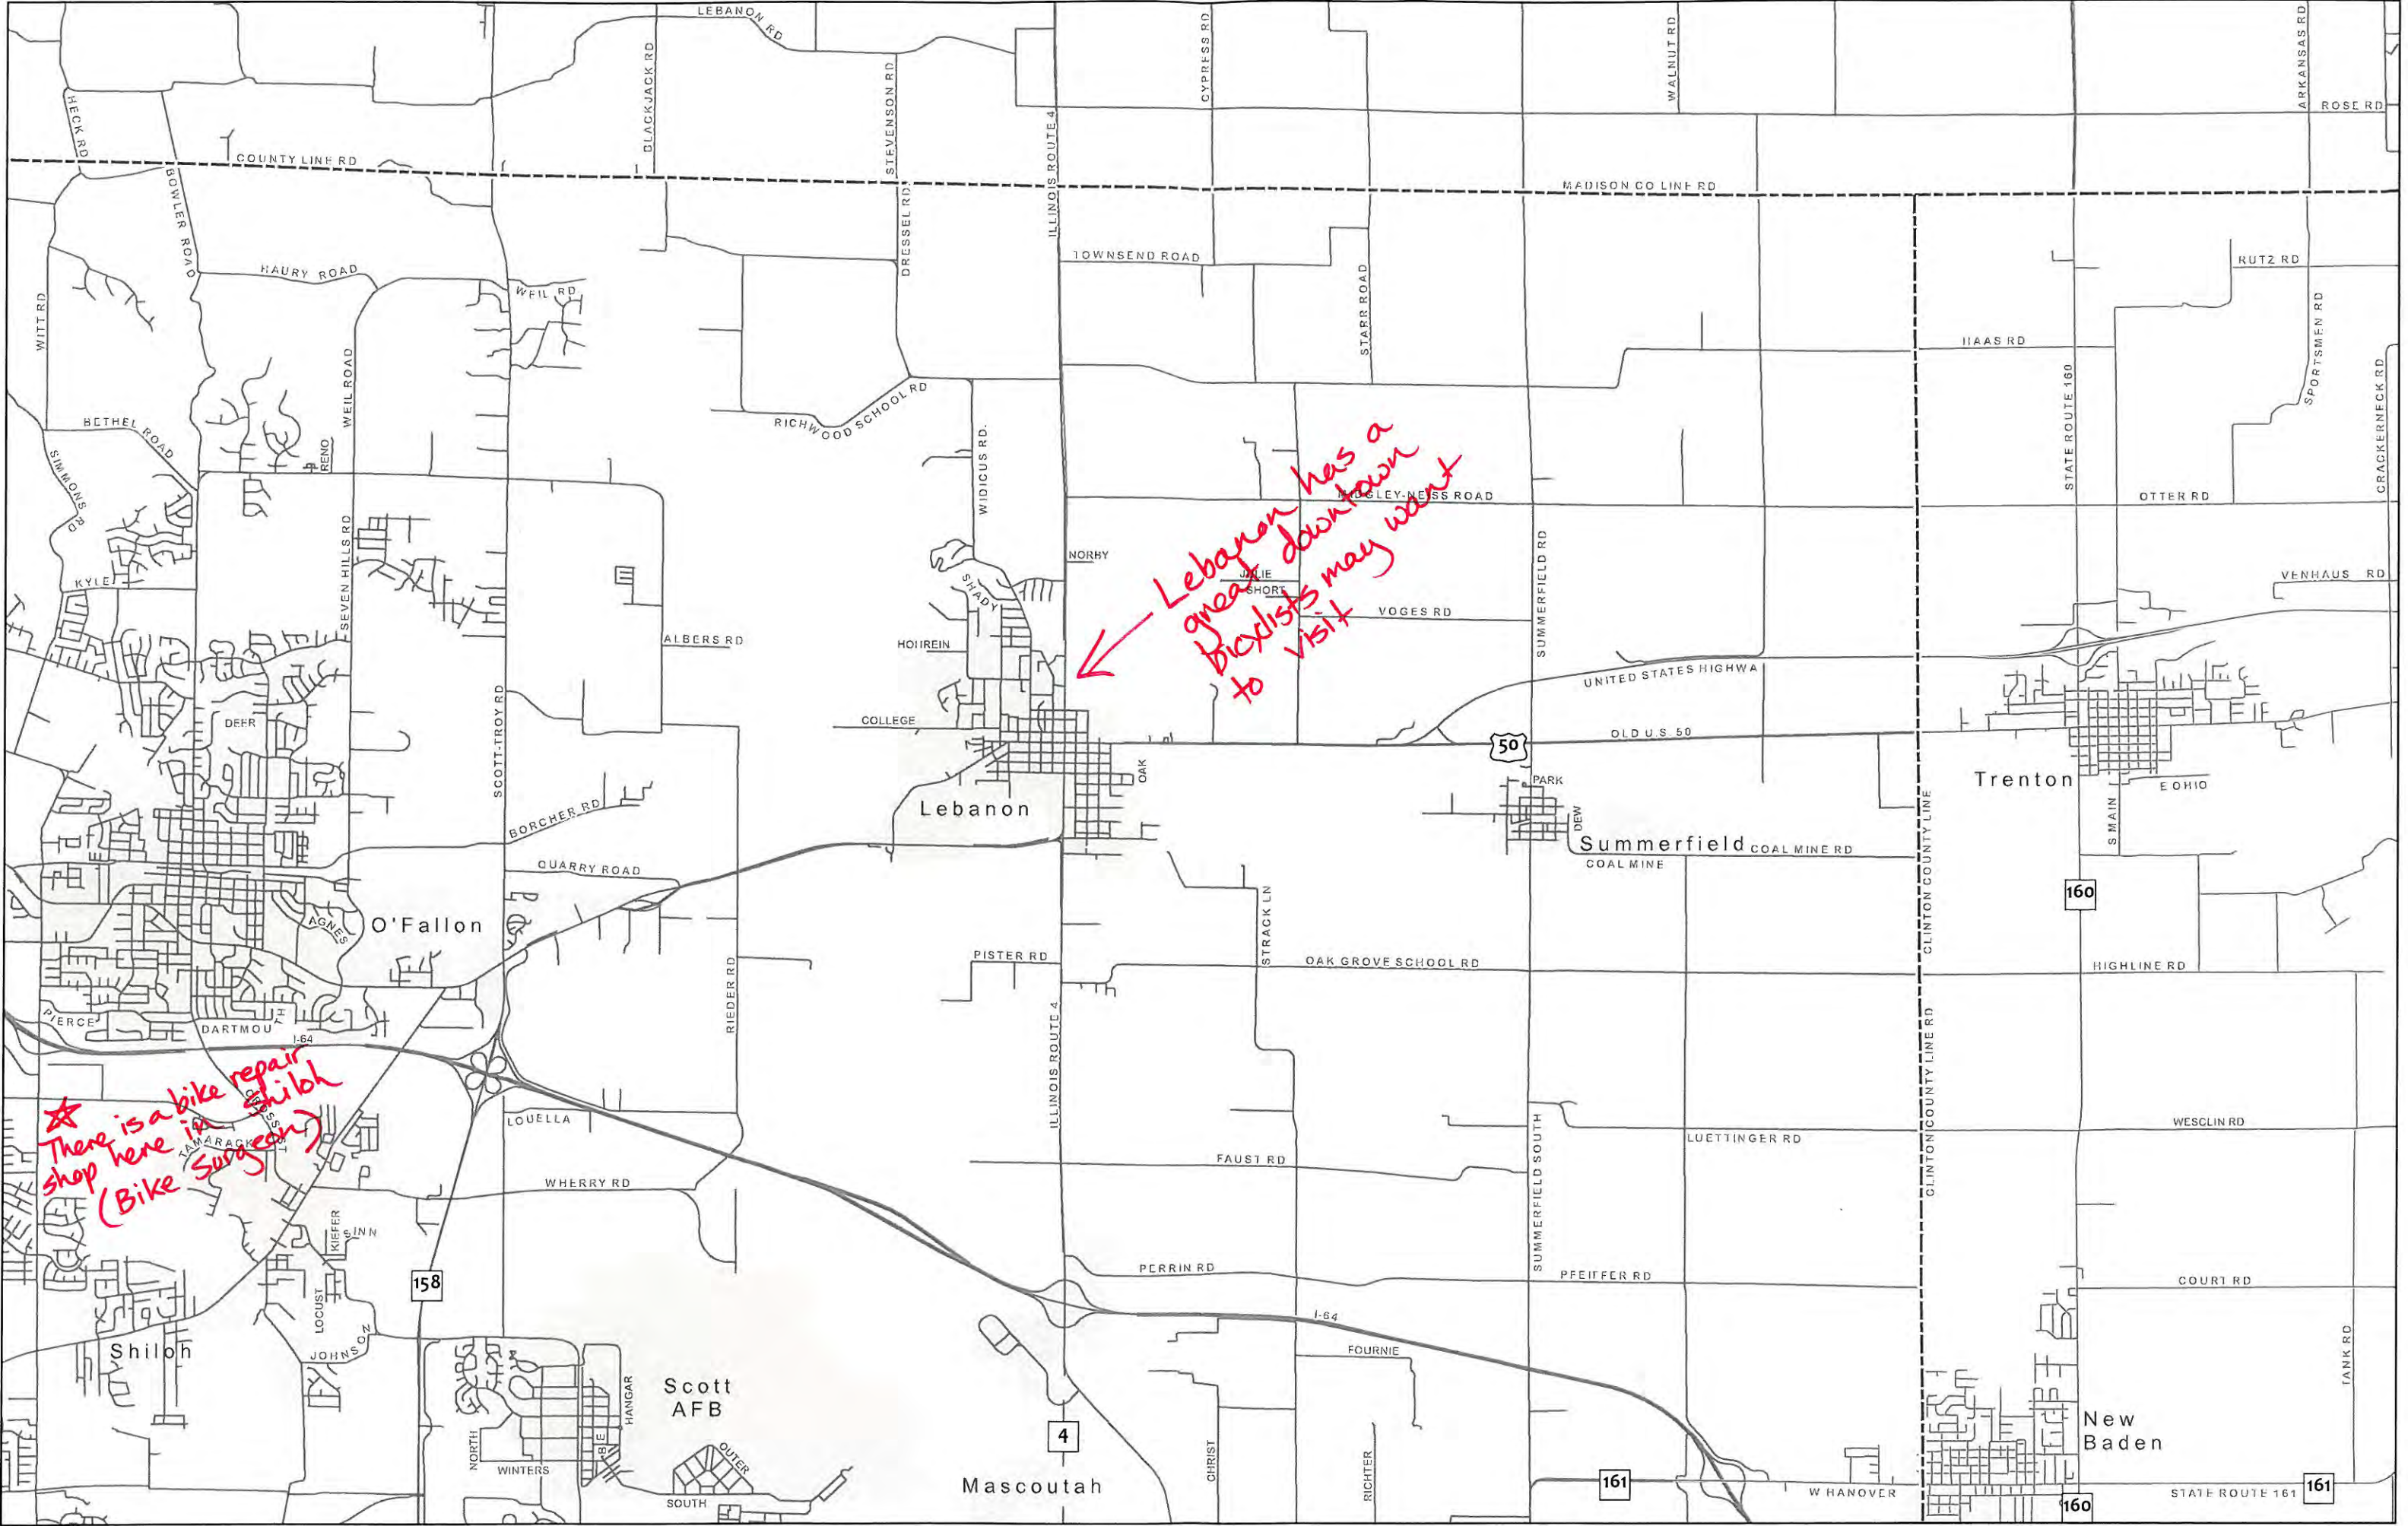 LEBANON RD
BLACKJACK RD
STEVENSON RD
ILLINOIS ROUTE 4
CYPRESS RD
WALNUT RD
ARKANSAS RD
ROSE RD
HECK RD
COUNTY LINE RD
MADISON CO LINE RD
BOWLER ROAD
DRESSEL RD
TOWNSEND ROAD
RUTZ RD
HAURY ROAD
WEIL RD
WITT RD
WEIL ROAD
STARR ROAD
HAAS RD
STATE ROUTE 160
SPORTSMEN RD
CRACKERNECK RD
BETHEL ROAD
RENO
RICHWOOD SCHOOL RD
WIDICUS RD.
SIMMONS RD
MIDGLEY-NEISS ROAD
OTTER RD
Lebanon has a
great downtown
bicyclists may want
to visit
NORBY
KYLE
SEVEN HILLS RD
SHADY
JULIE
SHORT
VOGES RD
SUMMERFIELD RD
VENHAUS RD
ALBERS RD
HORREIN
UNITED STATES HIGHWA
DEER
SCOTT-TROY RD
COLLEGE
50
OLD U.S. 50
OAK
PARK
Trenton
E OHIO
BORCHER RD
Lebanon
DEW
S MAIN
Summerfield
COAL MINE RD
COAL MINE
CLINTON COUNTY LINE
QUARRY ROAD
160
AGNES
O'Fallon
STRACK LN
PISTER RD
OAK GROVE SCHOOL RD
HIGHLINE RD
RIEDER RD
PIERCE
DARTMOUTH
I-64
ILLINOIS ROUTE 4
CLINTON COUNTY LINE RD
There is a bike repair
shop here in Shiloh
(Bike Surgeon)
CROSS ST
TAMARACK
LOUELLA
SUMMERFIELD SOUTH
LUETTINGER RD
WESCLIN RD
FAUST RD
WHERRY RD
KIEFER
INN
158
PERRIN RD
PFEIFFER RD
COURT RD
LOCUST
I-64
Shiloh
JOHNSON
FOURNIE
TANK RD
Scott
AFB
HANGAR
4
New
Baden
NORTH
WINTERS
OUTER
SOUTH
Mascoutah
CHRIST
RICHTER
161
W HANOVER
160
STATE ROUTE 161
161